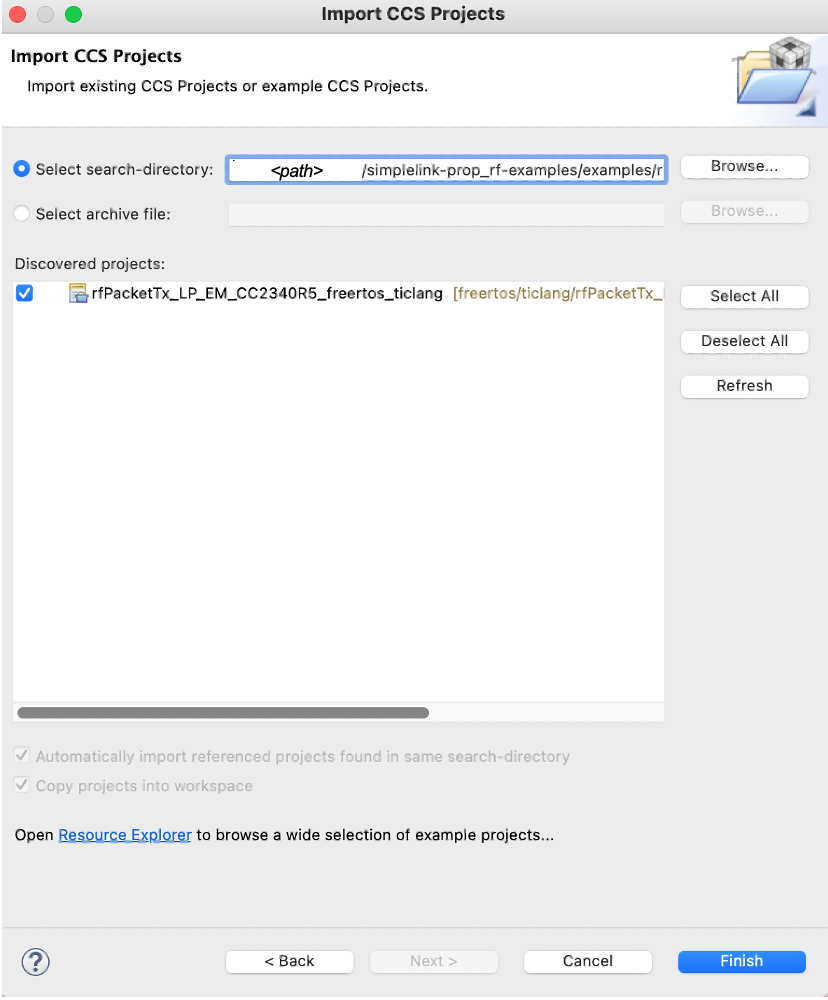 Import CCS Projects
Import CCS Projects
Import existing CCS Projects or example CCS Projects.
Select search-directory: <path> /simplelink-prop_rf-examples/examples/r Browse...
Select archive file: Browse...
Discovered projects:
rfPacketTx_LP_EM_CC2340R5_freertos_ticlang [freertos/ticlang/rfPacketTx_
Select All
Deselect All
Refresh
Automatically import referenced projects found in same search-directory
Copy projects into workspace
Open Resource Explorer to browse a wide selection of example projects...
? < Back Next > Cancel Finish